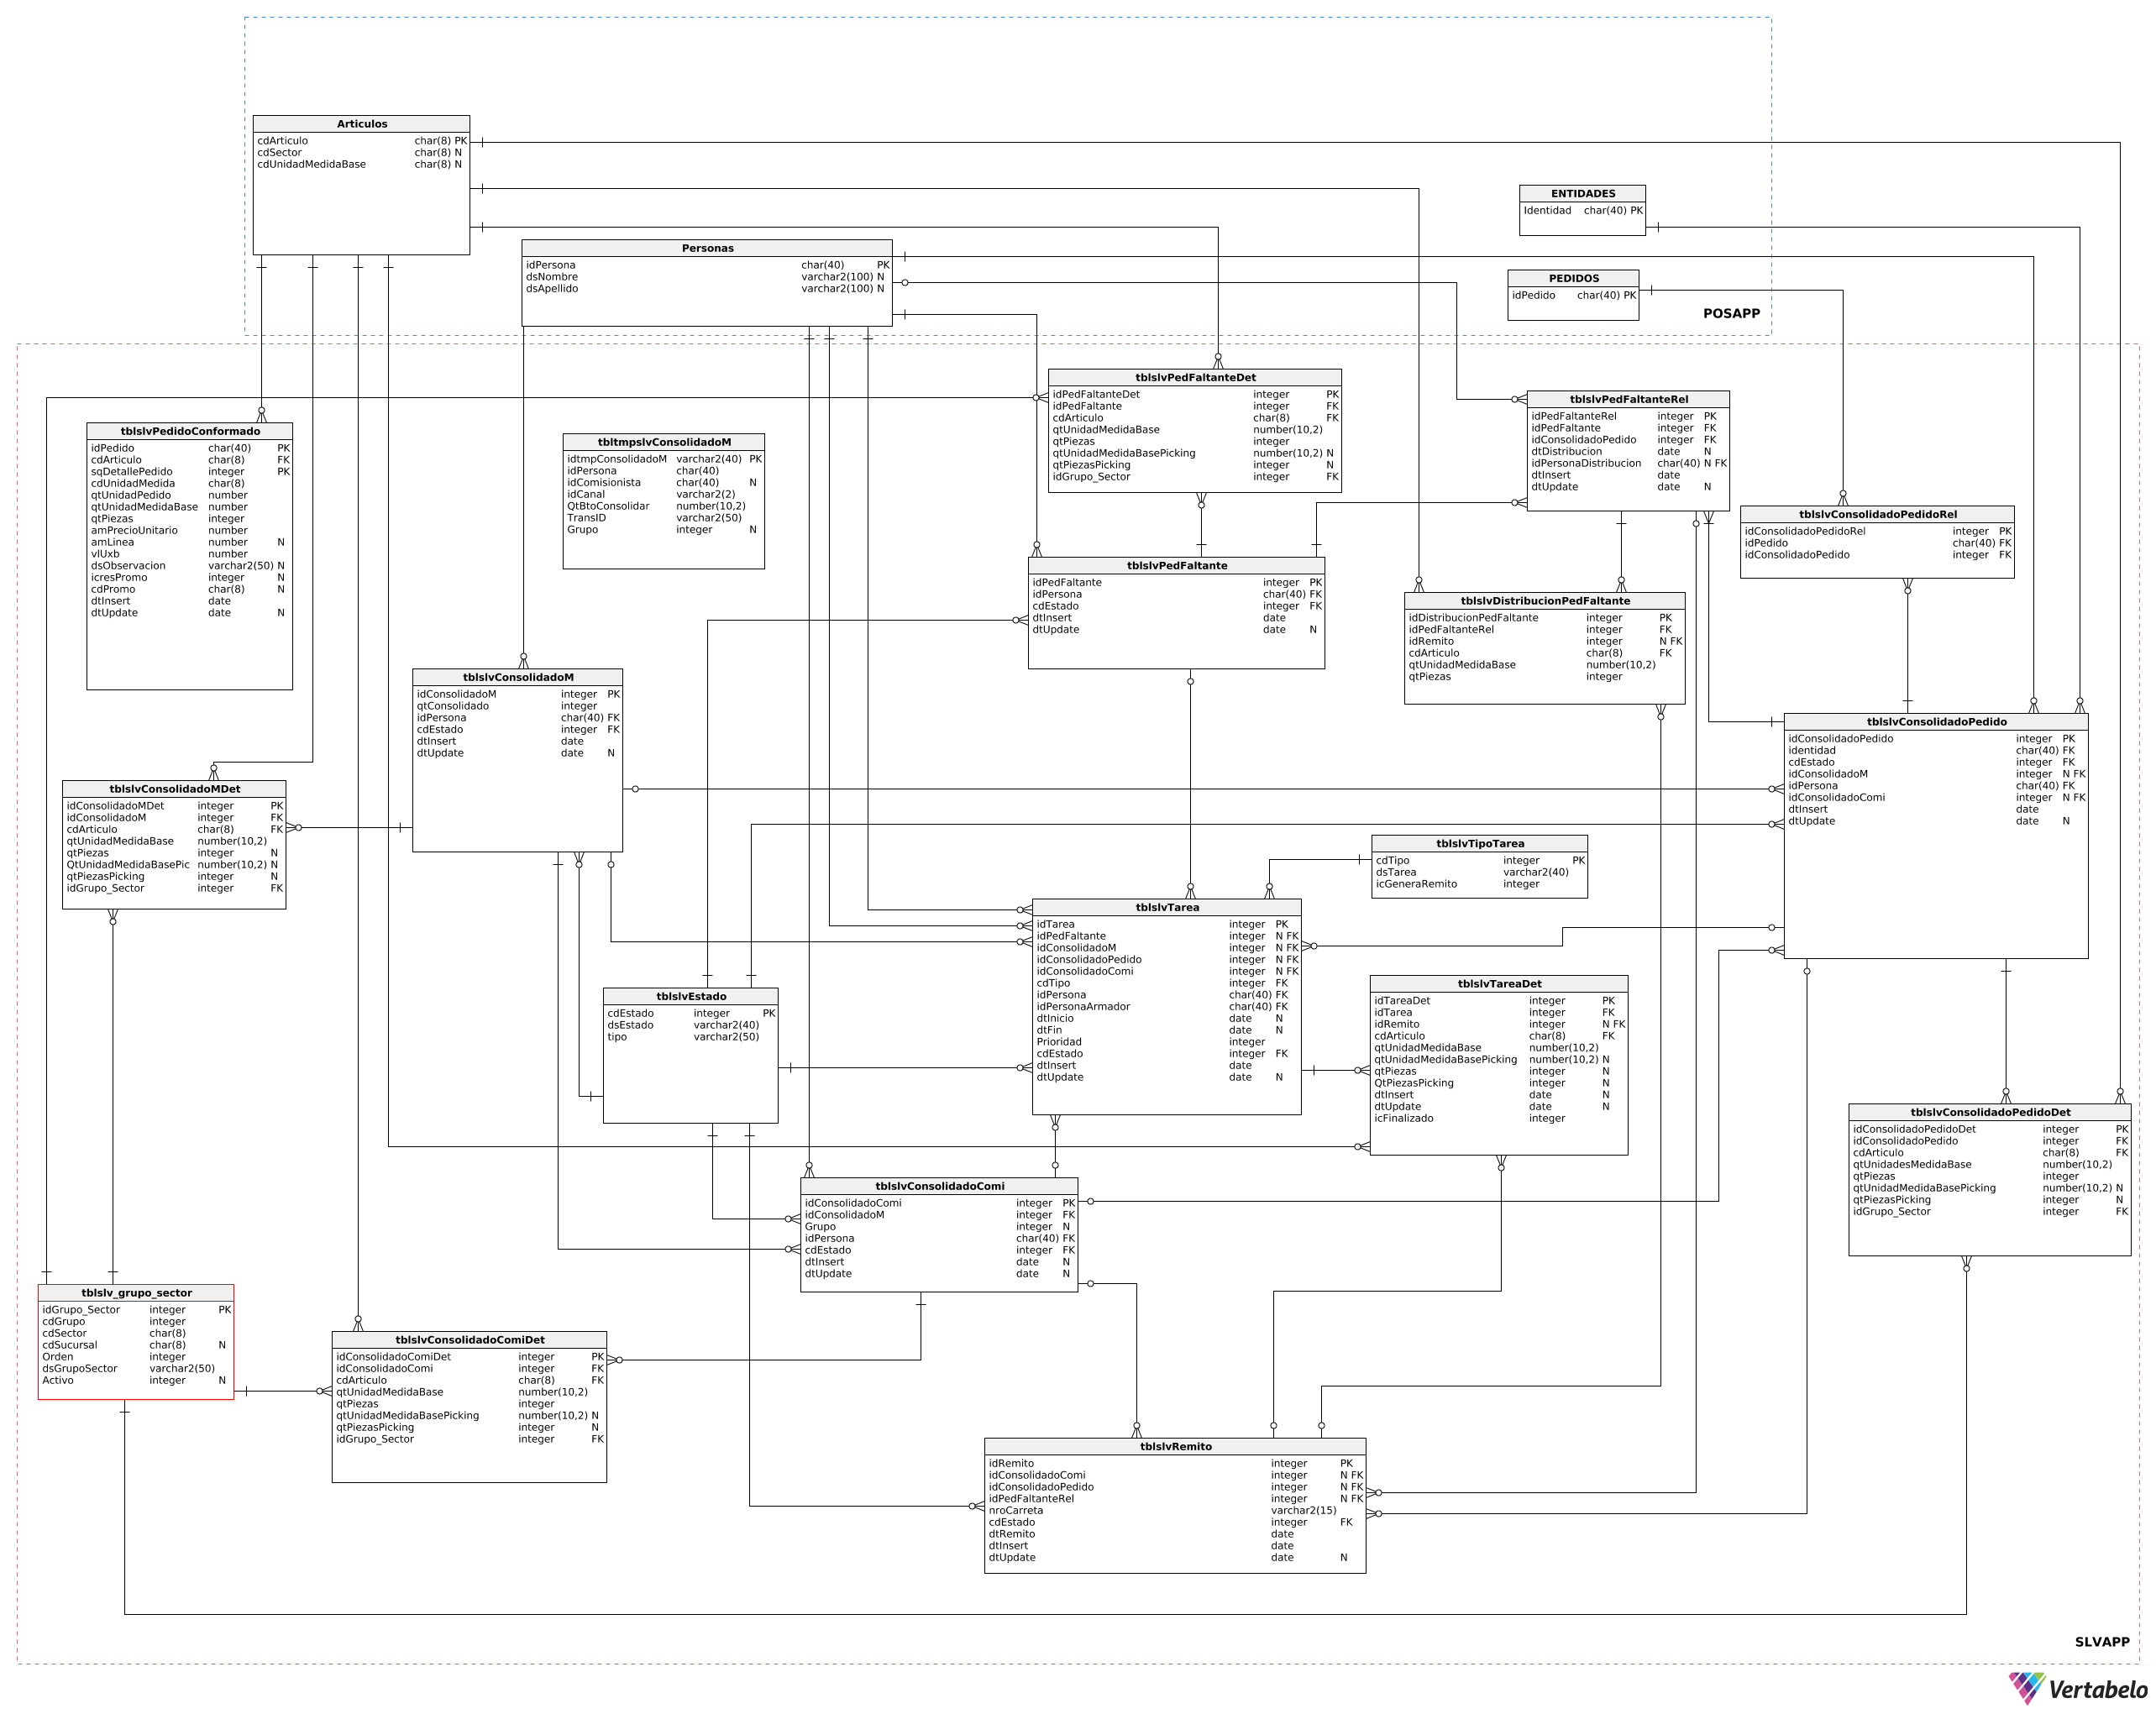 Articulos
cdArticulo char(8) PK
cdSector char(8) N
cdUnidadMedidaBase char(8) N
ENTIDADES
Identidad char(40) PK
Personas
idPersona char(40) PK
dsNombre varchar2(100) N
dsApellido varchar2(100) N
PEDIDOS
idPedido char(40) PK
POSAPP
tblslvPedFaltanteDet
idPedFaltanteDet integer PK
idPedFaltante integer FK
cdArticulo char(8) FK
qtUnidadMedidaBase number(10,2)
qtPiezas integer
qtUnidadMedidaBasePicking number(10,2) N
qtPiezasPicking integer N
idGrupo_Sector integer FK
tblslvPedFaltanteRel
idPedFaltanteRel integer PK
idPedFaltante integer FK
idConsolidadoPedido integer FK
dtDistribucion date N
idPersonaDistribucion char(40) N FK
dtInsert date
dtUpdate date N
tblslvPedidoConformado
idPedido char(40) PK
cdArticulo char(8) FK
sqDetallePedido integer PK
cdUnidadMedida char(8)
qtUnidadPedido number
qtUnidadMedidaBase number
qtPiezas integer
amPrecioUnitario number
amLinea number N
vlUxb number
dsObservacion varchar2(50) N
icresPromo integer N
cdPromo char(8) N
dtInsert date
dtUpdate date N
tbltmpslvConsolidadoM
idtmpConsolidadoM varchar2(40) PK
idPersona char(40)
idComisionista char(40) N
idCanal varchar2(2)
QtBtoConsolidar number(10,2)
TransID varchar2(50)
Grupo integer N
tblslvConsolidadoPedidoRel
idConsolidadoPedidoRel integer PK
idPedido char(40) FK
idConsolidadoPedido integer FK
tblslvPedFaltante
idPedFaltante integer PK
idPersona char(40) FK
cdEstado integer FK
dtInsert date
dtUpdate date N
tblslvDistribucionPedFaltante
idDistribucionPedFaltante integer PK
idPedFaltanteRel integer FK
idRemito integer N FK
cdArticulo char(8) FK
qtUnidadMedidaBase number(10,2)
qtPiezas integer
tblslvConsolidadoM
idConsolidadoM integer PK
qtConsolidado integer
idPersona char(40) FK
cdEstado integer FK
dtInsert date
dtUpdate date N
tblslvConsolidadoPedido
idConsolidadoPedido integer PK
identidad char(40) FK
cdEstado integer FK
idConsolidadoM integer N FK
idPersona char(40) FK
idConsolidadoComi integer N FK
dtInsert date
dtUpdate date N
tblslvConsolidadoMDet
idConsolidadoMDet integer PK
idConsolidadoM integer FK
cdArticulo char(8) FK
qtUnidadMedidaBase number(10,2)
qtPiezas integer N
QtUnidadMedidaBasePic number(10,2) N
qtPiezasPicking integer N
idGrupo_Sector integer FK
tblslvTipoTarea
cdTipo integer PK
dsTarea varchar2(40)
icGeneraRemito integer
tblslvTarea
idTarea integer PK
idPedFaltante integer N FK
idConsolidadoM integer N FK
idConsolidadoPedido integer N FK
idConsolidadoComi integer N FK
cdTipo integer FK
idPersona char(40) FK
idPersonaArmador char(40) FK
dtInicio date N
dtFin date N
Prioridad integer
cdEstado integer FK
dtInsert date
dtUpdate date N
tblslvEstado
cdEstado integer PK
dsEstado varchar2(40)
tipo varchar2(50)
tblslvTareaDet
idTareaDet integer PK
idTarea integer FK
idRemito integer N FK
cdArticulo char(8) FK
qtUnidadMedidaBase number(10,2)
qtUnidadMedidaBasePicking number(10,2) N
qtPiezas integer N
QtPiezasPicking integer N
dtInsert date N
dtUpdate date N
icFinalizado integer
tblslvConsolidadoPedidoDet
idConsolidadoPedidoDet integer PK
idConsolidadoPedido integer FK
cdArticulo char(8) FK
qtUnidadesMedidaBase number(10,2)
qtPiezas integer
qtUnidadMedidaBasePicking number(10,2) N
qtPiezasPicking integer N
idGrupo_Sector integer FK
tblslvConsolidadoComi
idConsolidadoComi integer PK
idConsolidadoM integer FK
Grupo integer N
idPersona char(40) FK
cdEstado integer FK
dtInsert date N
dtUpdate date N
tblslv_grupo_sector
idGrupo_Sector integer PK
cdGrupo integer
cdSector char(8)
cdSucursal char(8) N
Orden integer
dsGrupoSector varchar2(50)
Activo integer N
tblslvConsolidadoComiDet
idConsolidadoComiDet integer PK
idConsolidadoComi integer FK
cdArticulo char(8) FK
qtUnidadMedidaBase number(10,2)
qtPiezas integer
qtUnidadMedidaBasePicking number(10,2) N
qtPiezasPicking integer N
idGrupo_Sector integer FK
tblslvRemito
idRemito integer PK
idConsolidadoComi integer N FK
idConsolidadoPedido integer N FK
idPedFaltanteRel integer N FK
nroCarreta varchar2(15)
cdEstado integer FK
dtRemito date
dtInsert date
dtUpdate date N
SLVAPP
Vertabelo